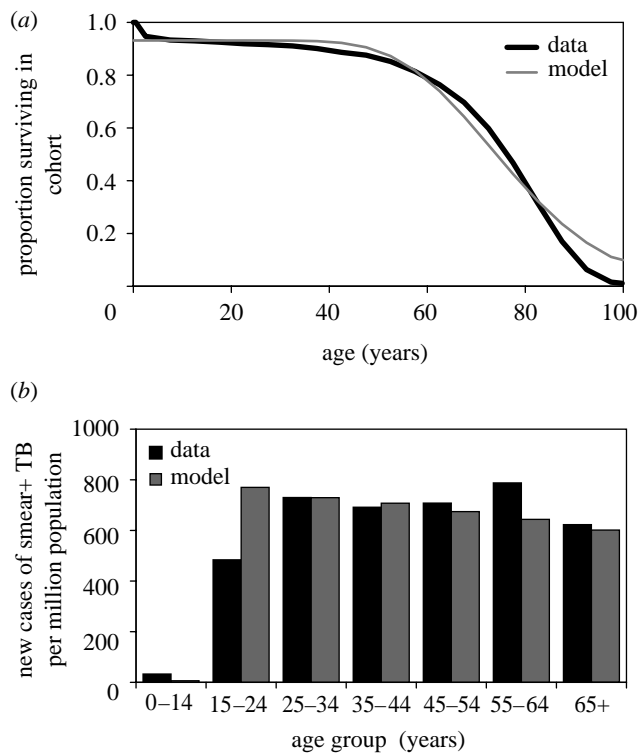 (a)
1.0
0.8
0.6
0.4
0.2
0
proportion surviving in
cohort
data
model
20
40
60
80
100
age (years)
(b)
1000
800
600
400
200
0
new cases of smear+ TB
per million population
data
model
0–14
15–24
25–34
35–44
45–54
55–64
65+
age group (years)